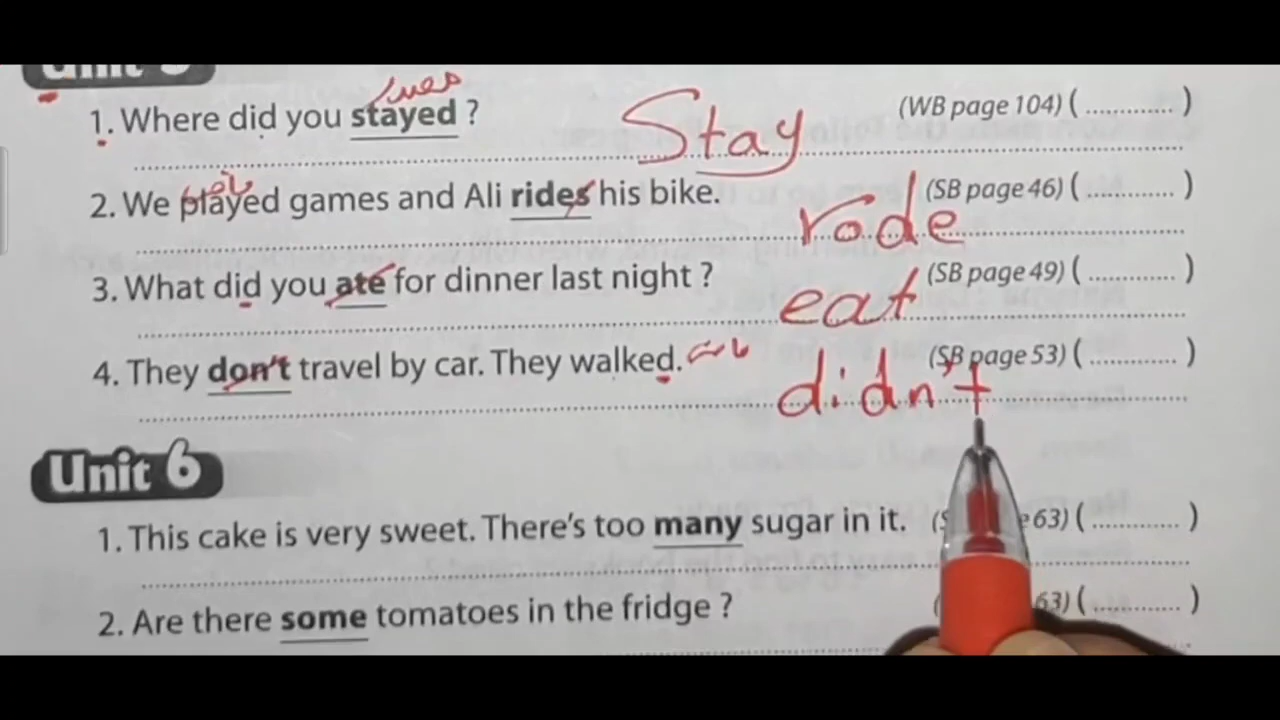 1. Where did you stayed ? Stay (WB page 104) (............)
2. We played games and Ali rides his bike. rode (SB page 46) (............)
3. What did you ate for dinner last night ? eat (SB page 49) (............)
4. They don't travel by car. They walked. didn't (SB page 53) (............)
Unit 6
1. This cake is very sweet. There's too many sugar in it. 63) (............)
2. Are there some tomatoes in the fridge ? 63) (............)